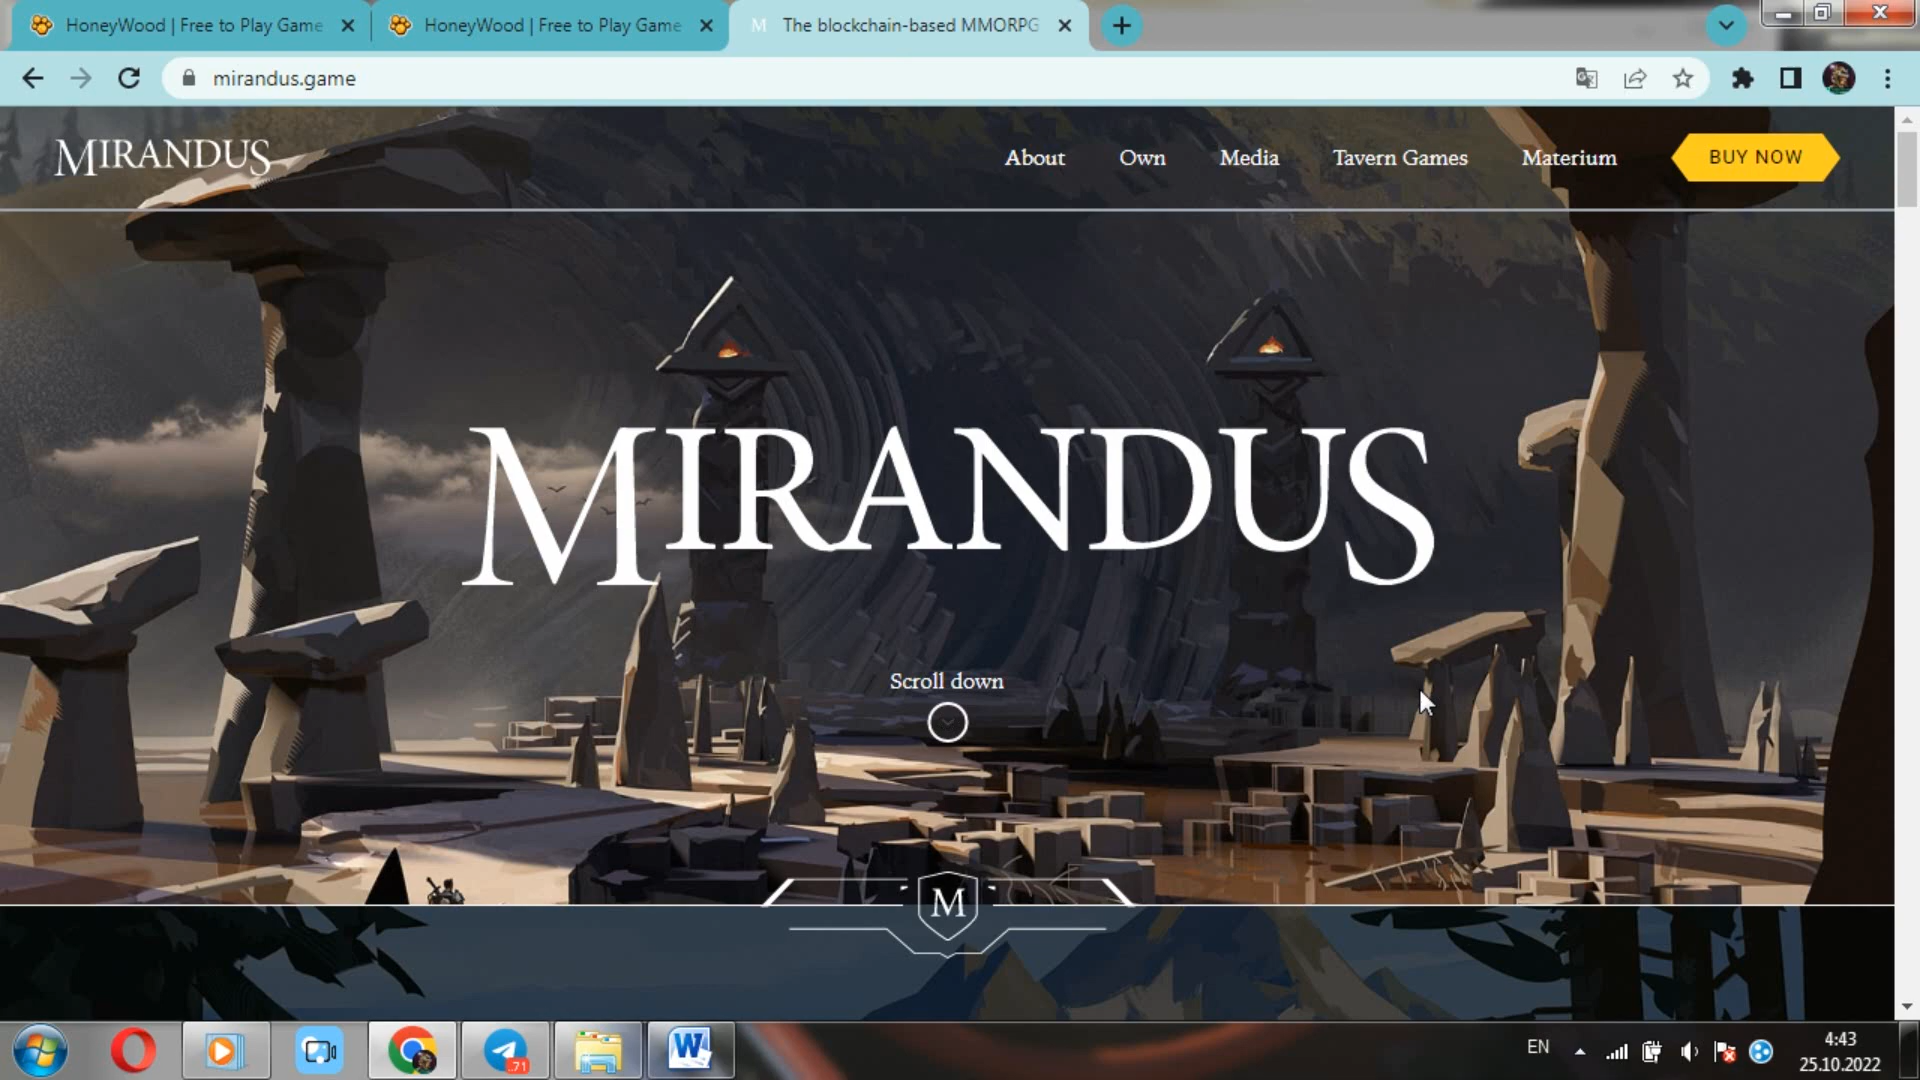 HoneyWood | Free to Play Game
HoneyWood | Free to Play Game
M The blockchain-based MMORPG
mirandus.game
MIRANDUS
About
Own
Media
Tavern Games
Materium
BUY NOW
MIRANDUS
Scroll down
M
71
W
EN
4:43
25.10.2022